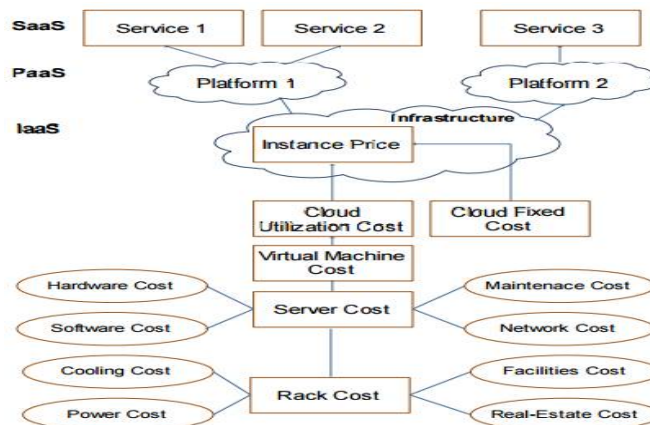 SaaS
Service 1
Service 2
Service 3
PaaS
Platform 1
Platform 2
IaaS
Infrastructure
Instance Price
Cloud
Utilization Cost
Cloud Fixed
Cost
Virtual Machine
Cost
Hardware Cost
Maintenace Cost
Server Cost
Software Cost
Network Cost
Cooling Cost
Facilities Cost
Rack Cost
Power Cost
Real-Estate Cost